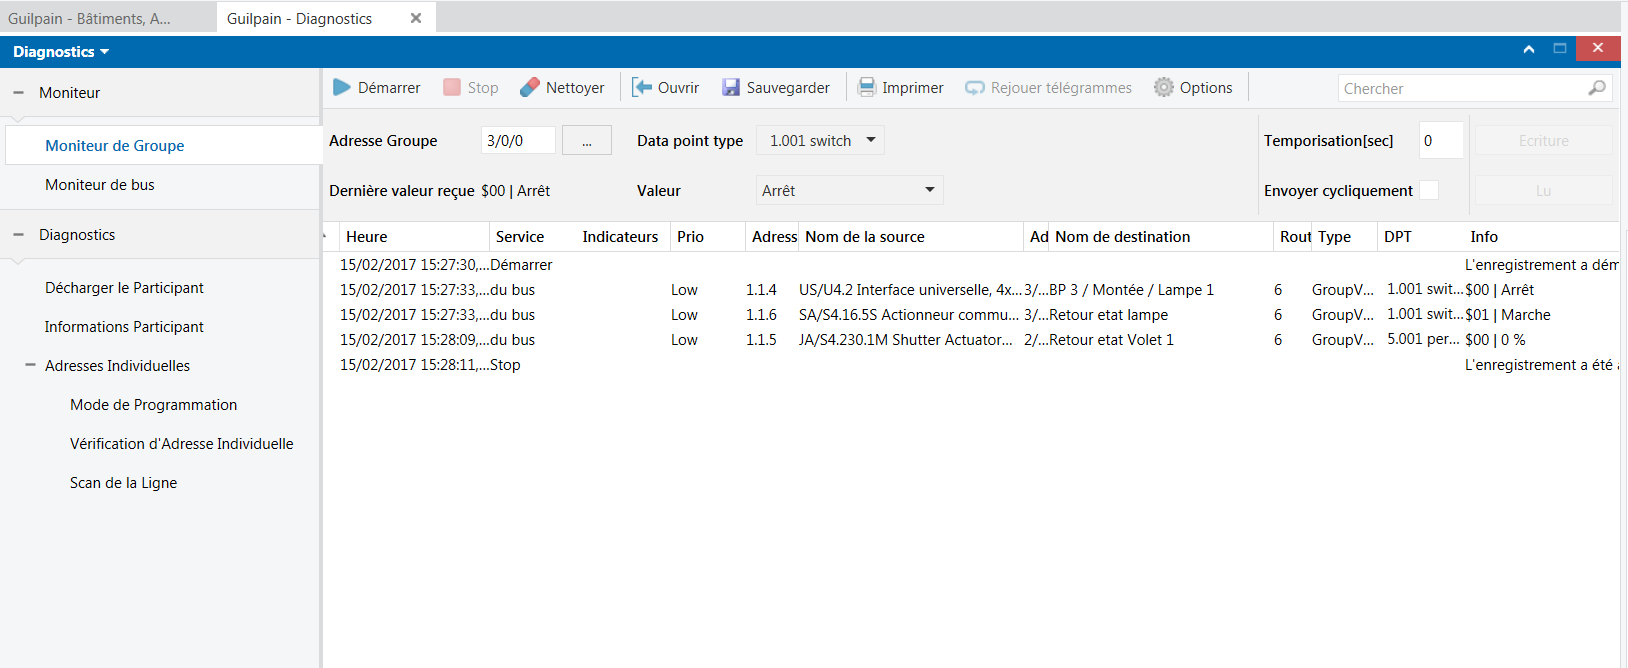 Guilpain - Bâtiments, A...
Guilpain - Diagnostics
Diagnostics
Moniteur
Moniteur de Groupe
Moniteur de bus
Diagnostics
Décharger le Participant
Informations Participant
Adresses Individuelles
Mode de Programmation
Vérification d'Adresse Individuelle
Scan de la Ligne
Démarrer Stop Nettoyer Ouvrir Sauvegarder Imprimer Rejouer télégrammes Options Chercher
Adresse Groupe 3/0/0 ... Data point type 1.001 switch Temporisation[sec] 0 Ecriture
Dernière valeur reçue $00 | Arrêt Valeur Arrêt Envoyer cycliquement Lu
Heure Service Indicateurs Prio Adress Nom de la source Ad Nom de destination Rout Type DPT Info
15/02/2017 15:27:30,... Démarrer L'enregistrement a dém
15/02/2017 15:27:33,... du bus Low 1.1.4 US/U4.2 Interface universelle, 4x... 3/... BP 3 / Montée / Lampe 1 6 GroupV... 1.001 swit... $00 | Arrêt
15/02/2017 15:27:33,... du bus Low 1.1.6 SA/S4.16.5S Actionneur commu... 3/... Retour etat lampe 6 GroupV... 1.001 swit... $01 | Marche
15/02/2017 15:28:09,... du bus Low 1.1.5 JA/S4.230.1M Shutter Actuator... 2/... Retour etat Volet 1 6 GroupV... 5.001 per... $00 | 0 %
15/02/2017 15:28:11,... Stop L'enregistrement a été a